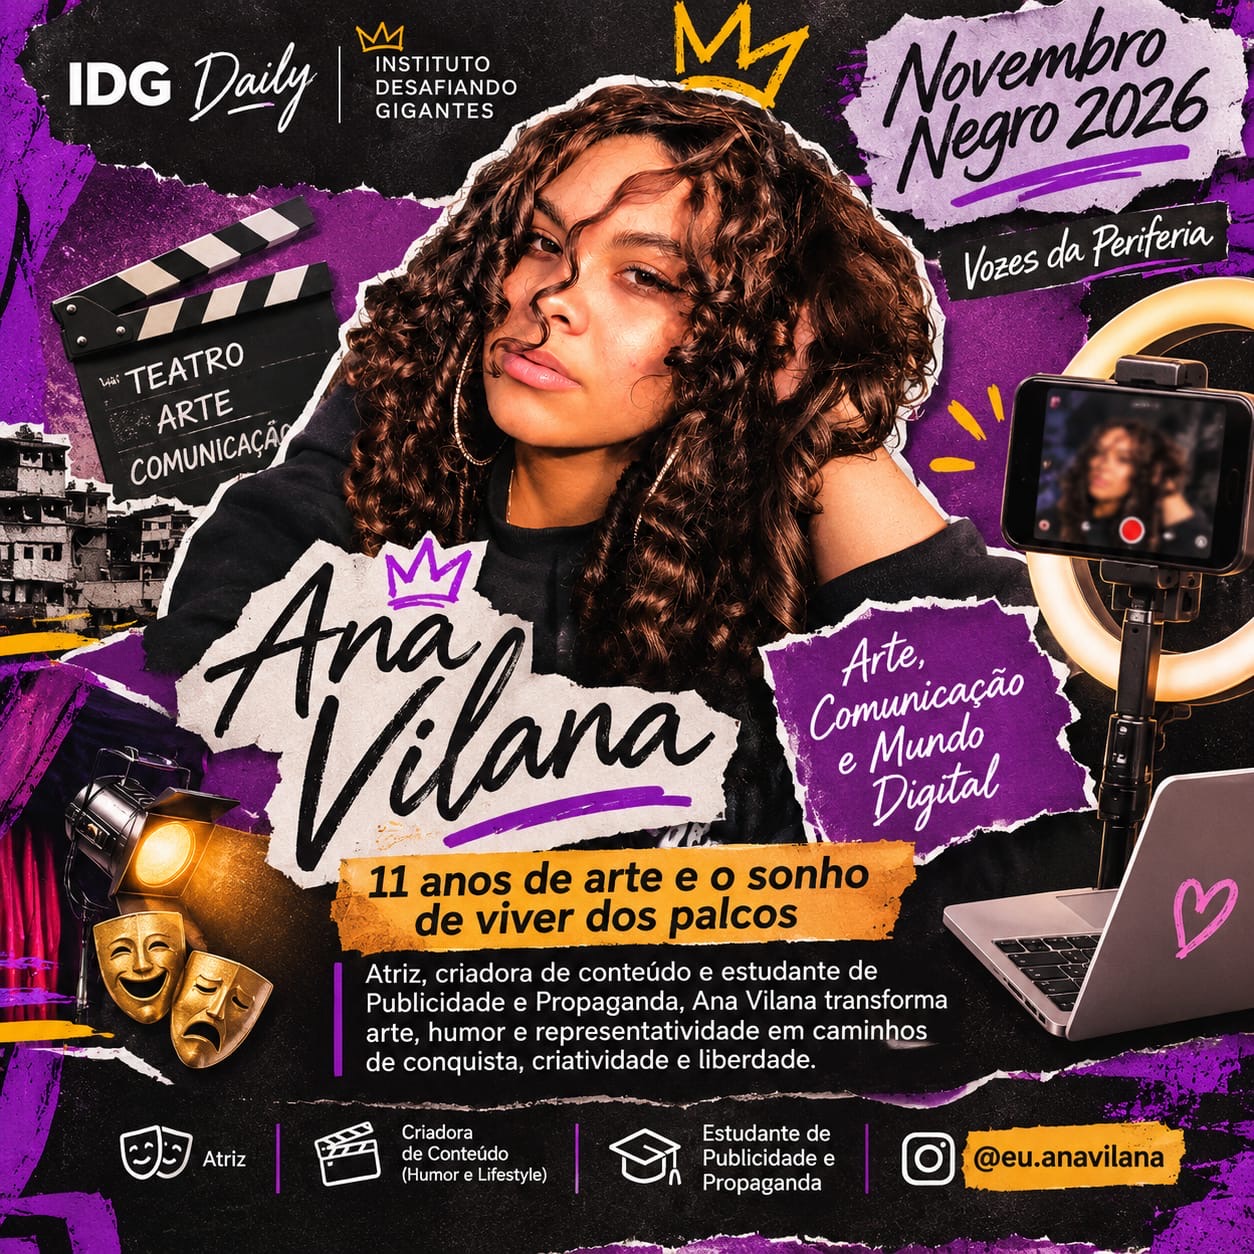 IDG Daily
INSTITUTO
DESAFIANDO
GIGANTES
Novembro
Negro 2026
Vozes da Periferia
TEATRO
ARTE
COMUNICAÇÃO
Ana
Vilana
Arte,
Comunicação
e Mundo
Digital
11 anos de arte e o sonho
de viver dos palcos
Atriz, criadora de conteúdo e estudante de
Publicidade e Propaganda, Ana Vilana transforma
arte, humor e representatividade em caminhos
de conquista, criatividade e liberdade.
Atriz
Criadora
de Conteúdo
(Humor e Lifestyle)
Estudante de
Publicidade e
Propaganda
@eu.anavilana